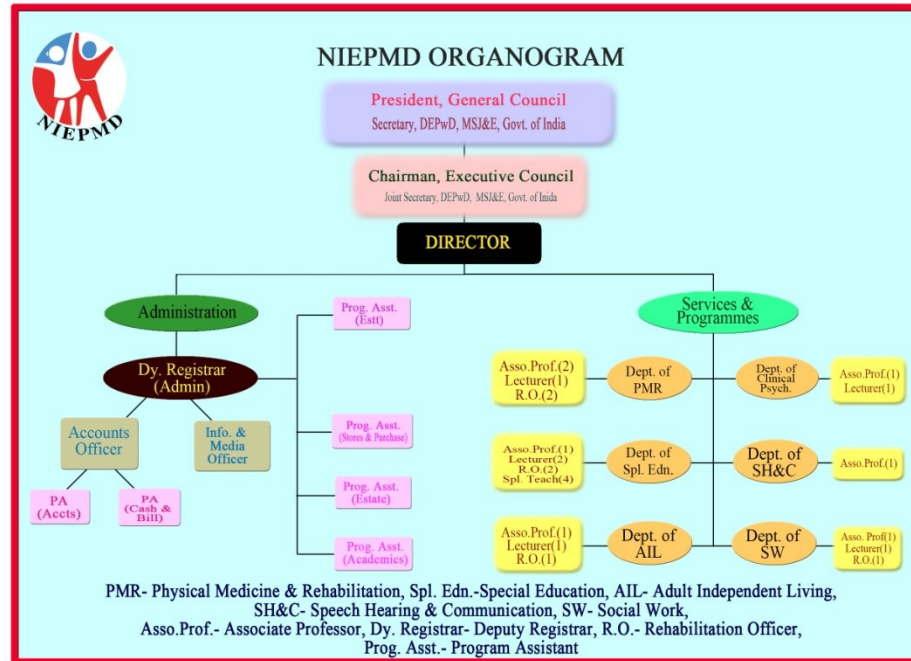 NIEPMD
NIEPMD ORGANOGRAM
President, General Council
Secretary, DEPwD, MSJ&E, Govt. of India
Chairman, Executive Council
Joint Secretary, DEPwD, MSJ&E, Govt. of Inida
DIRECTOR
Administration
Services &
Programmes
Dy. Registrar
(Admin)
Accounts
Officer
Info. &
Media
Officer
PA
(Accts)
PA
(Cash &
Bill)
Prog. Asst.
(Estt)
Prog. Asst.
(Stores & Purchase)
Prog. Asst.
(Estate)
Prog. Asst.
(Academics)
Asso.Prof.(2)
Lecturer(1)
R.O.(2)
Dept. of
PMR
Dept. of
Clinical
Psych.
Asso.Prof.(1)
Lecturer(1)
Asso.Prof.(1)
Lecturer(2)
R.O.(2)
Spl. Teach(4)
Dept. of
Spl. Edn.
Dept. of
SH&C
Asso.Prof.(1)
Asso.Prof.(1)
Lecturer(1)
R.O.(1)
Dept. of
AIL
Dept. of
SW
Asso. Prof(1)
Lecturer(1)
R.O.(1)
PMR- Physical Medicine & Rehabilitation, Spl. Edn.-Special Education, AIL- Adult Independent Living,
SH&C- Speech Hearing & Communication, SW- Social Work,
Asso.Prof.- Associate Professor, Dy. Registrar- Deputy Registrar, R.O.- Rehabilitation Officer,
Prog. Asst.- Program Assistant